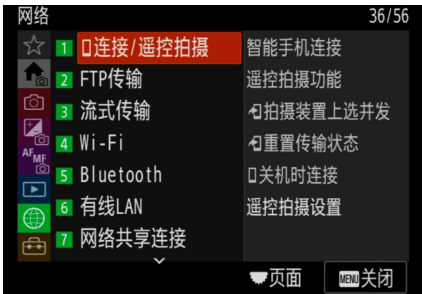 网络 36/56
1 连接/遥控拍摄 智能手机连接
2 FTP传输 遥控拍摄功能
3 流式传输 拍摄装置上选并发
4 Wi-Fi 重置传输状态
5 Bluetooth 关机时连接
6 有线LAN 遥控拍摄设置
7 网络共享连接
AF MF
页面 MENU 关闭